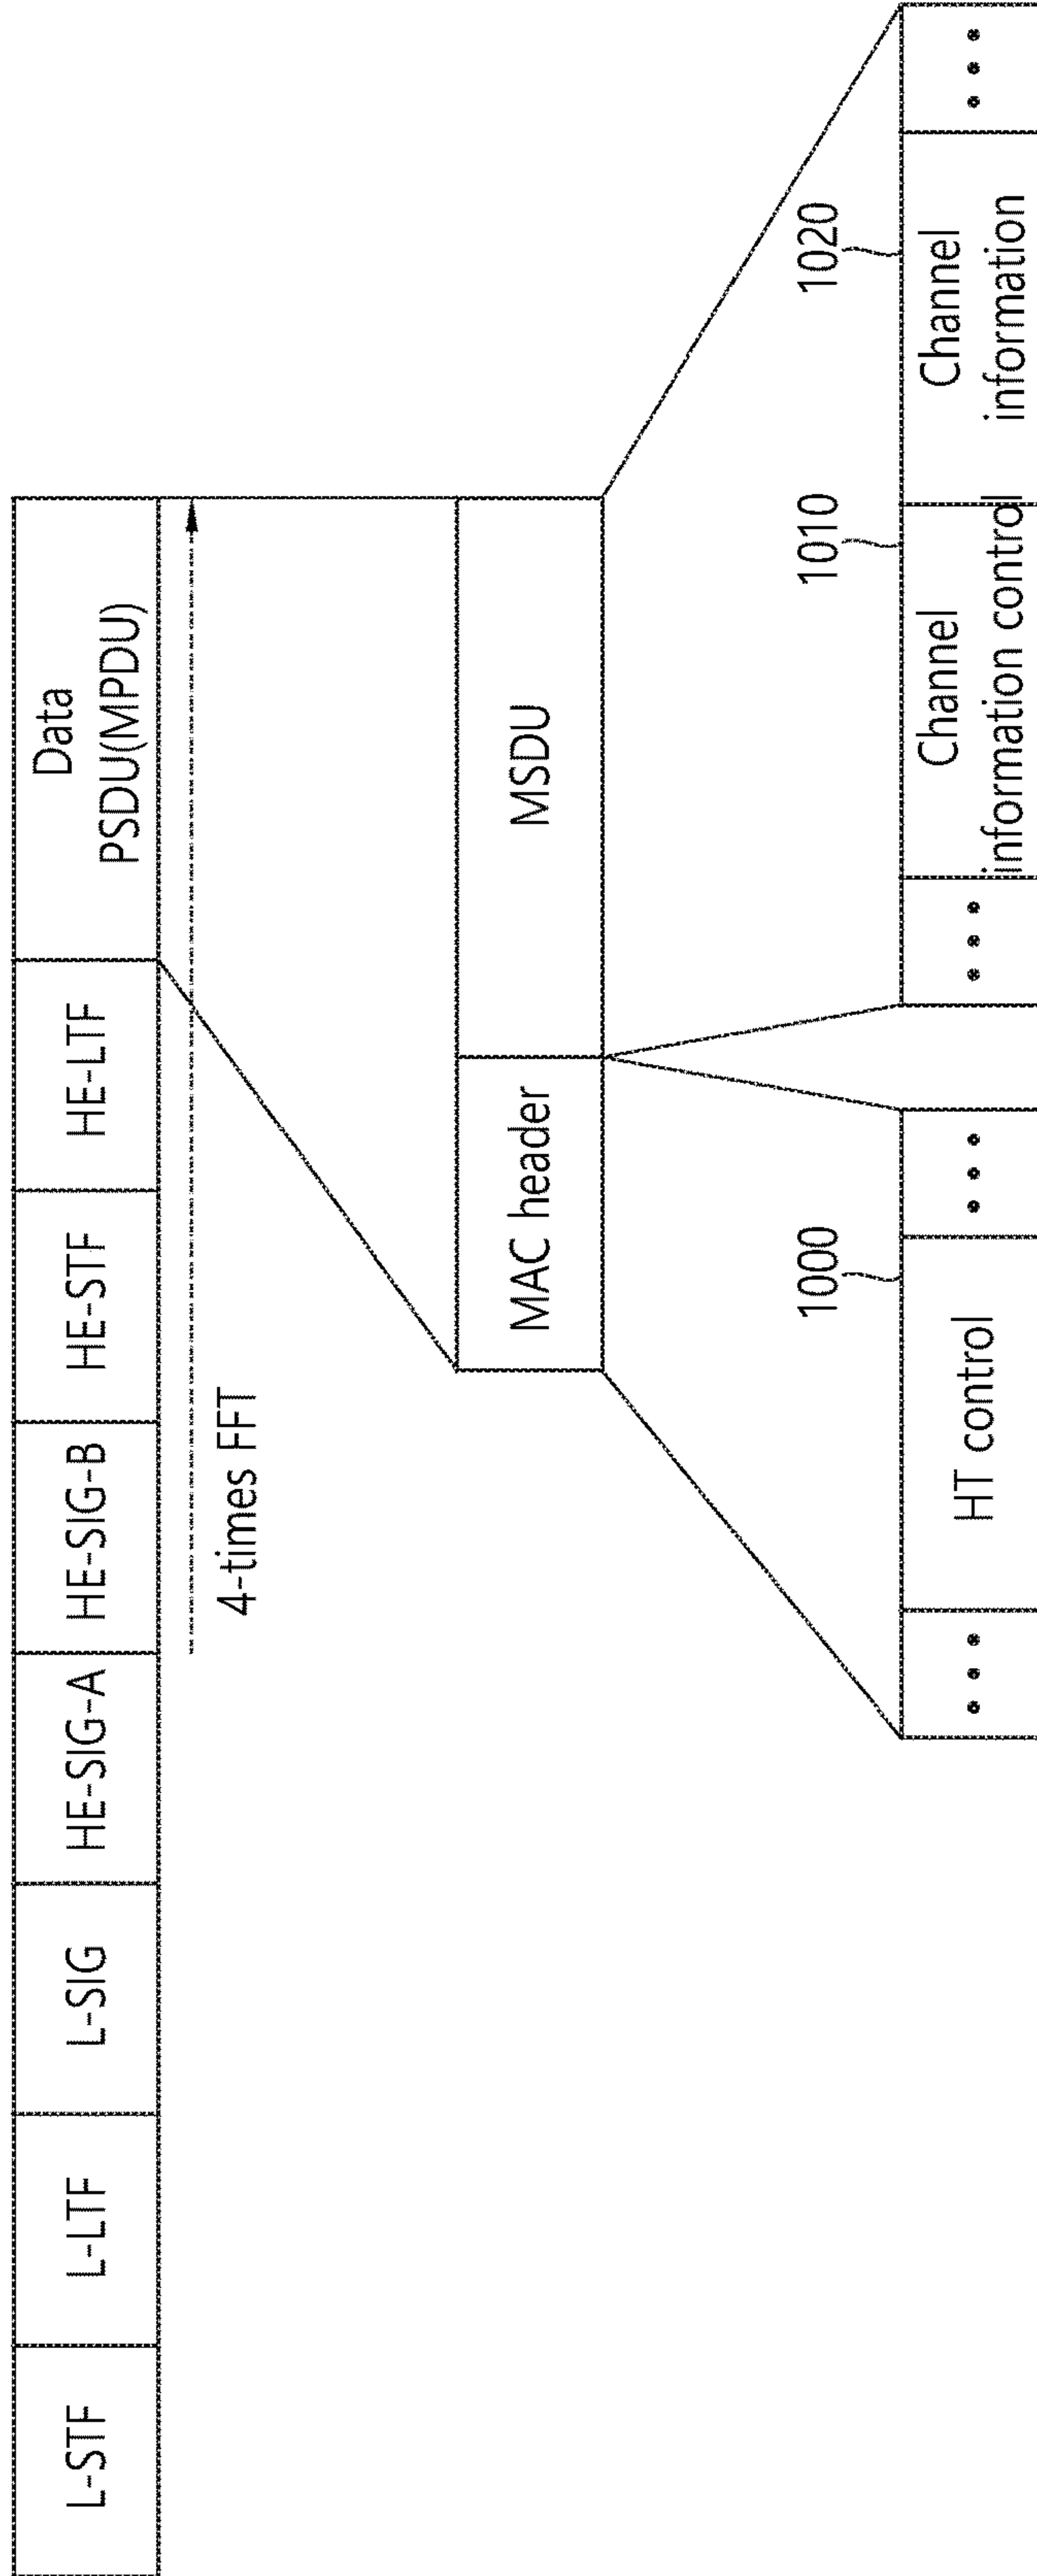 L-STF
L-LTF
L-SIG
HE-SIG-A
HE-SIG-B
HE-STF
HE-LTF
Data
PSDU(MPDU)
4-times FFT
MAC header
MSDU
1000
1010
1020
HT control
Channel
information control
Channel
information